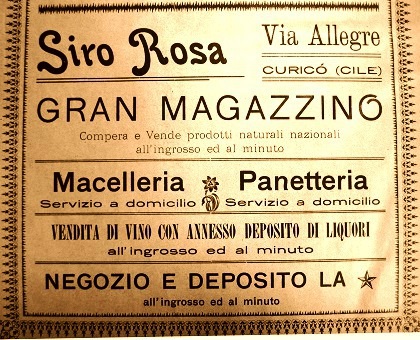 Siro Rosa
Via Allegre
CURICÓ (CILE)
GRAN MAGAZZINO
Compera e Vende prodotti naturali nazionali
all'ingrosso ed al minuto
Macelleria
Servizio a domicilio
Panetteria
Servizio a domicilio
VENDITA DI VINO CON ANNESSO DEPOSITO DI LIQUORI
all'ingrosso ed al minuto
NEGOZIO E DEPOSITO LA
all'ingrosso ed al minuto